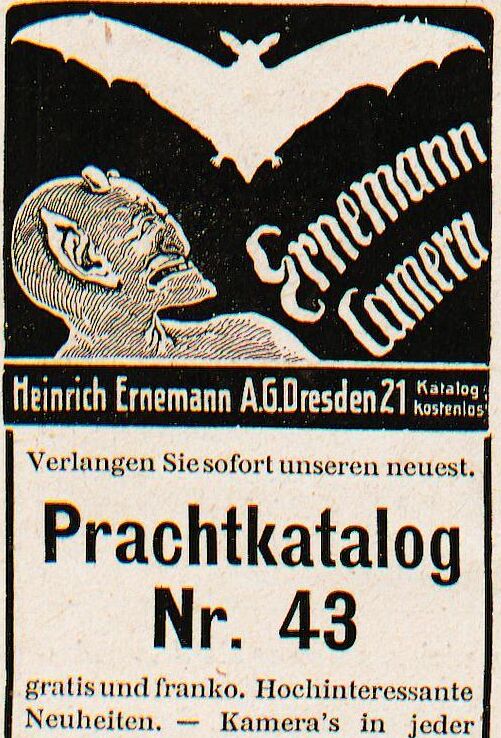 Ernemann
Camera
Heinrich Ernemann A.G. Dresden 21 Katalog kostenlos
Verlangen Sie sofort unseren neuest.
Prachtkatalog
Nr. 43
gratis und franko. Hochinteressante
Neuheiten. — Kamera's in jeder